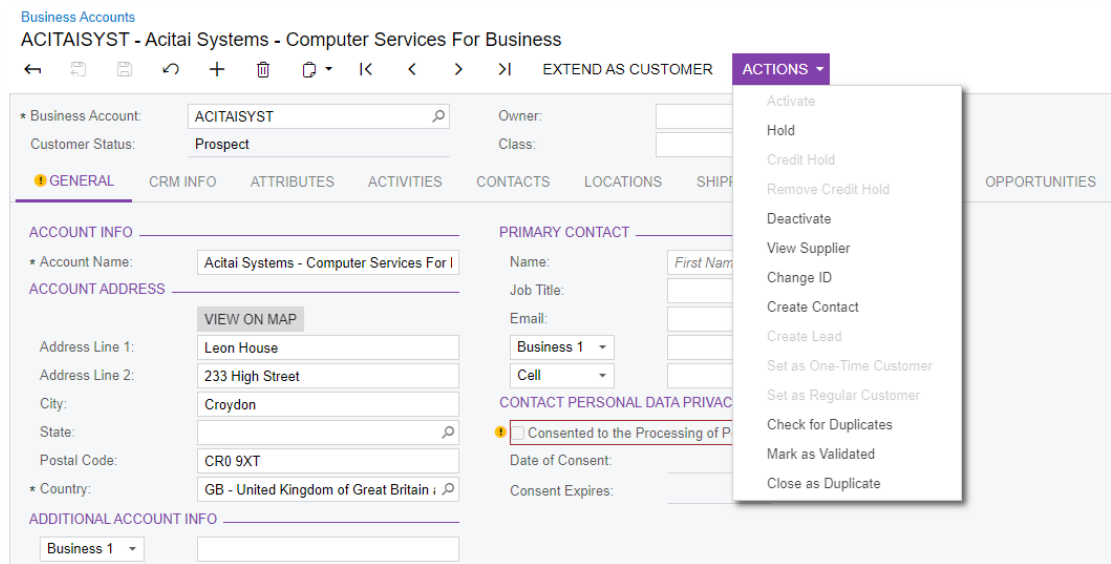 Business Accounts
ACITAISYST - Acitai Systems - Computer Services For Business
EXTEND AS CUSTOMER ACTIONS
* Business Account: ACITAISYST Owner:
Customer Status: Prospect Class:
GENERAL CRM INFO ATTRIBUTES ACTIVITIES CONTACTS LOCATIONS SHIPP OPPORTUNITIES
ACCOUNT INFO
* Account Name: Acitai Systems - Computer Services For
ACCOUNT ADDRESS
VIEW ON MAP
Address Line 1: Leon House
Address Line 2: 233 High Street
City: Croydon
State:
Postal Code: CR0 9XT
* Country: GB - United Kingdom of Great Britain
ADDITIONAL ACCOUNT INFO
Business 1
PRIMARY CONTACT
Name: First Nam
Job Title:
Email:
Business 1
Cell
CONTACT PERSONAL DATA PRIVAC
Consented to the Processing of P
Date of Consent:
Consent Expires:
Activate
Hold
Credit Hold
Remove Credit Hold
Deactivate
View Supplier
Change ID
Create Contact
Create Lead
Set as One-Time Customer
Set as Regular Customer
Check for Duplicates
Mark as Validated
Close as Duplicate